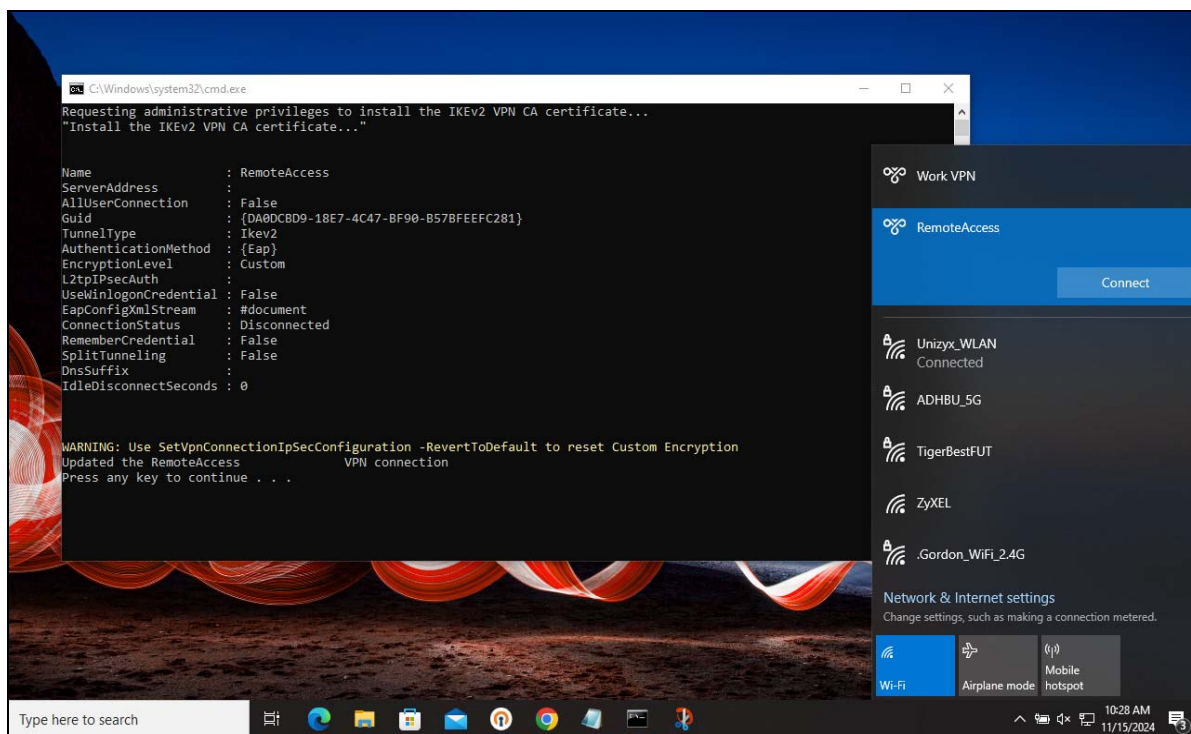 C:\Windows\system32\cmd.exe
Requesting administrative privileges to install the IKEv2 VPN CA certificate...
"Install the IKEv2 VPN CA certificate..."
Name : RemoteAccess
ServerAddress :
AllUserConnection : False
Guid : {DA0DCBD9-18E7-4C47-BF90-B57BFEEFC281}
TunnelType : Ikev2
AuthenticationMethod : {Eap}
EncryptionLevel : Custom
L2tpIPsecAuth :
UseWinlogonCredential : False
EapConfigXmlStream : #document
ConnectionStatus : Disconnected
RememberCredential : False
SplitTunneling : False
DnsSuffix :
IdleDisconnectSeconds : 0
WARNING: Use SetVpnConnectionIpSecConfiguration -RevertToDefault to reset Custom Encryption
Updated the RemoteAccess VPN connection
Press any key to continue . . .
Work VPN
RemoteAccess
Connect
Unizyx_WLAN
Connected
ADHBU_5G
TigerBestFUT
ZyXEL
.Gordon_WiFi_2.4G
Network & Internet settings
Change settings, such as making a connection metered.
Wi-Fi
Airplane mode
Mobile
hotspot
Type here to search
10:28 AM
11/15/2024
3